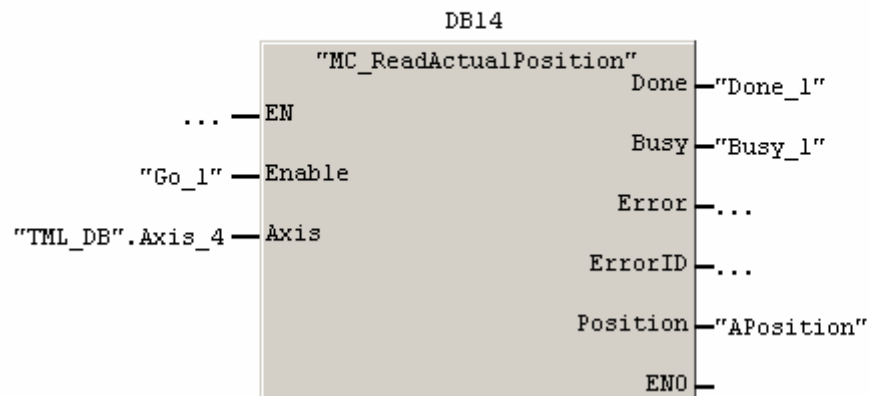 DB14
"MC_ReadActualPosition"
Done "Done_1"
... EN
Busy "Busy_1"
"Go_1" Enable
Error ...
"TML_DB".Axis_4 Axis
ErrorID ...
Position "APosition"
ENO